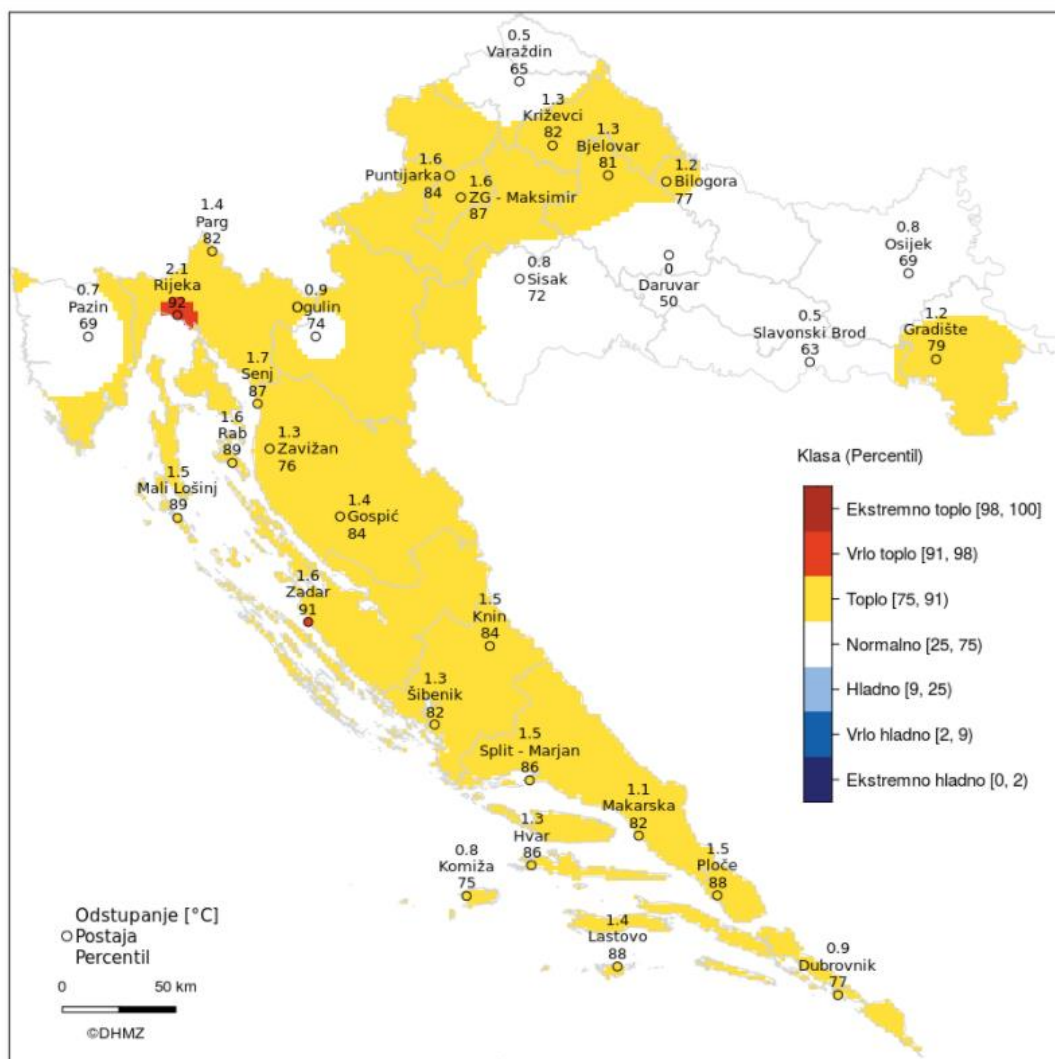 0.5
Varaždin
65
1.3
Križevci
82
1.3
Bjelovar
81
1.6
Puntijarka
84
1.6
ZG - Maksimir
87
1.2
Bilogora
77
1.4
Parg
82
0.8
Osijek
69
2.1
Rijeka
92
0.7
Pazin
69
0.9
Ogulin
74
0.8
Sisak
72
0
Daruvar
50
0.5
Slavonski Brod
63
1.2
Gradište
79
1.7
Senj
87
1.6
Rab
89
1.3
Zavižan
76
1.5
Mali Lošinj
89
1.4
Gospić
84
Klasa (Percentil)
Ekstremno toplo [98, 100]
Vrlo toplo [91, 98)
Toplo [75, 91)
Normalno [25, 75)
Hladno [9, 25)
Vrlo hladno [2, 9)
Ekstremno hladno [0, 2)
1.6
Zadar
91
1.5
Knin
84
1.3
Šibenik
82
1.5
Split - Marjan
86
1.1
Makarska
82
1.3
Hvar
86
0.8
Komiža
75
1.5
Ploče
88
1.4
Lastovo
88
0.9
Dubrovnik
77
Odstupanje [°C]
Postaja
Percentil
0 50 km
©DHMZ